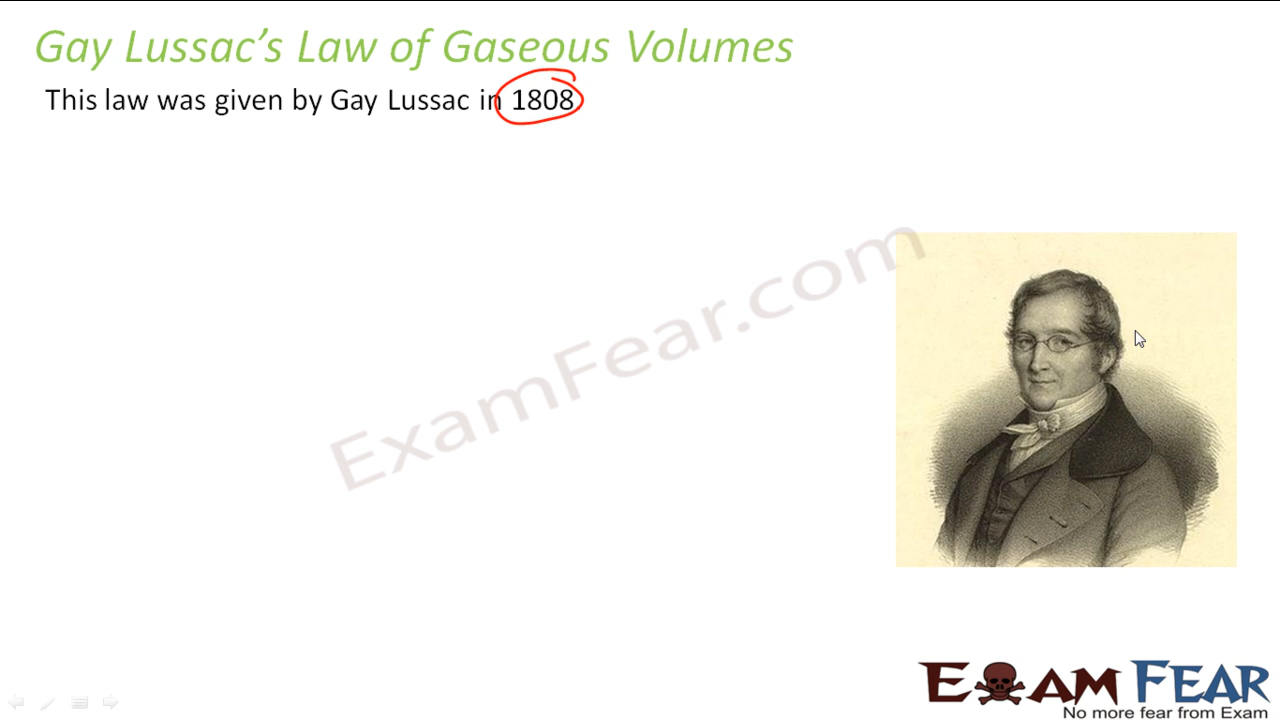 Gay Lussac’s Law of Gaseous Volumes
This law was given by Gay Lussac in 1808
ExamFear.com
EXAM FEAR
No more fear from Exam